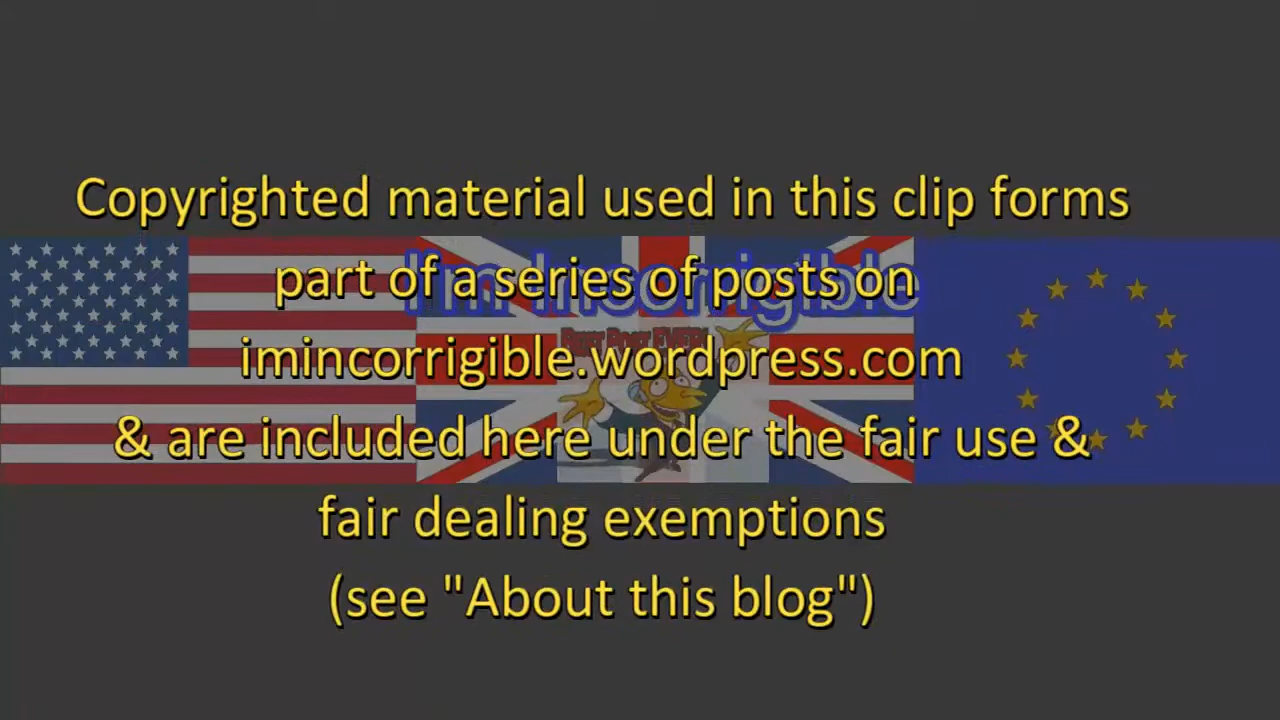 Copyrighted material used in this clip forms
part of a series of posts on
I'm Incorrigible
imincorrigible.wordpress.com
& are included here under the fair use &
fair dealing exemptions
(see "About this blog")